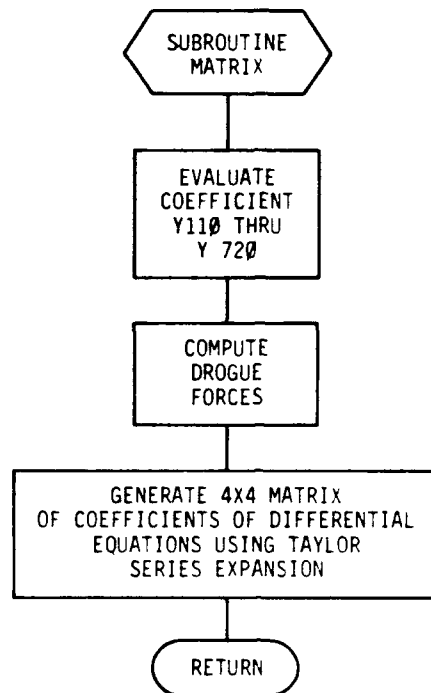 SUBROUTINE
MATRIX
EVALUATE
COEFFICIENT
Y11Ø THRU
Y 72Ø
COMPUTE
DROGUE
FORCES
GENERATE 4X4 MATRIX
OF COEFFICIENTS OF DIFFERENTIAL
EQUATIONS USING TAYLOR
SERIES EXPANSION
RETURN